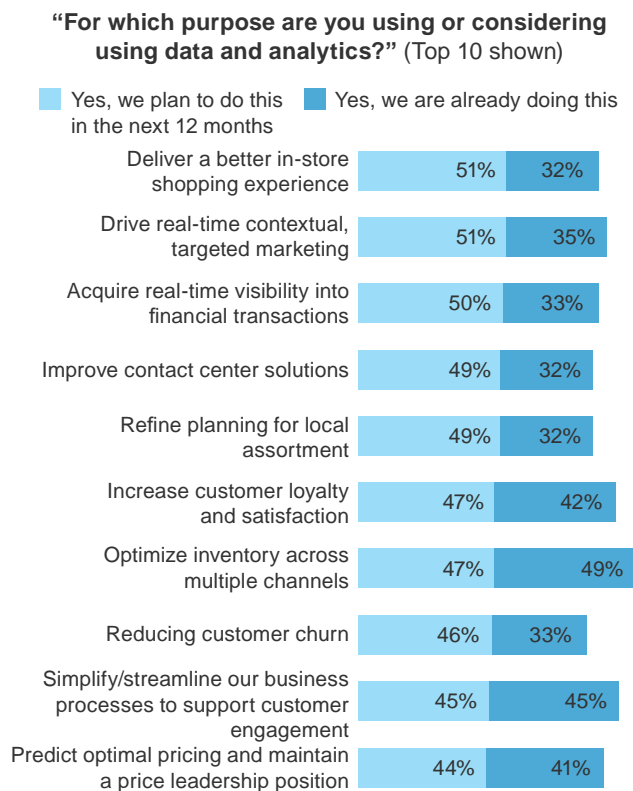 “For which purpose are you using or considering
using data and analytics?” (Top 10 shown)
Yes, we plan to do this
in the next 12 months
Yes, we are already doing this
Deliver a better in-store
shopping experience
51% 32%
Drive real-time contextual,
targeted marketing
51% 35%
Acquire real-time visibility into
financial transactions
50% 33%
Improve contact center solutions
49% 32%
Refine planning for local
assortment
49% 32%
Increase customer loyalty
and satisfaction
47% 42%
Optimize inventory across
multiple channels
47% 49%
Reducing customer churn
46% 33%
Simplify/streamline our business
processes to support customer
engagement
45% 45%
Predict optimal pricing and maintain
a price leadership position
44% 41%